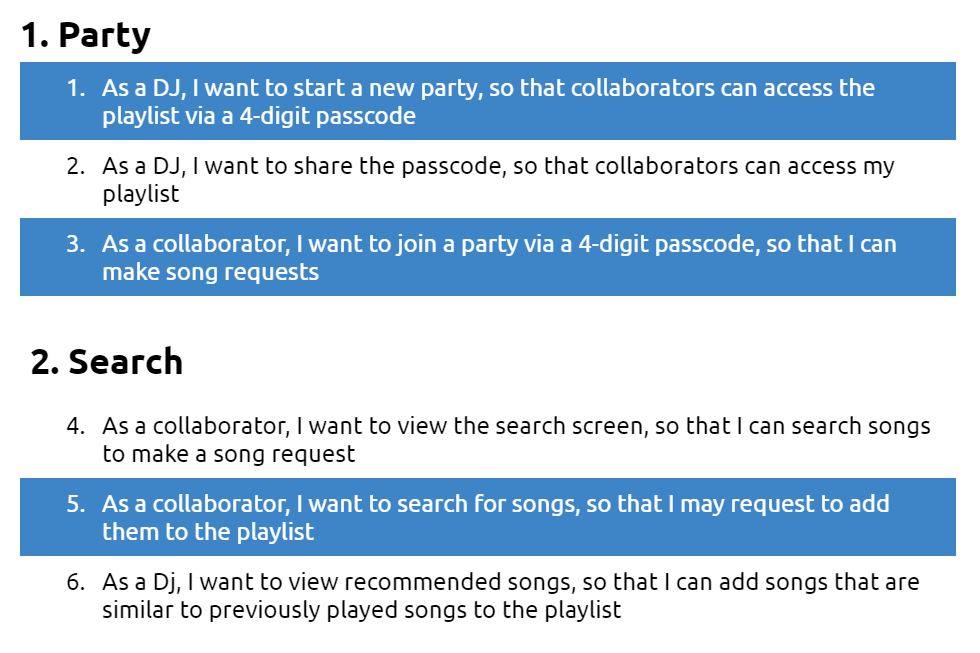 1. Party
1. As a DJ, I want to start a new party, so that collaborators can access the
playlist via a 4-digit passcode
2. As a DJ, I want to share the passcode, so that collaborators can access my
playlist
3. As a collaborator, I want to join a party via a 4-digit passcode, so that I can
make song requests
2. Search
4. As a collaborator, I want to view the search screen, so that I can search songs
to make a song request
5. As a collaborator, I want to search for songs, so that I may request to add
them to the playlist
6. As a Dj, I want to view recommended songs, so that I can add songs that are
similar to previously played songs to the playlist